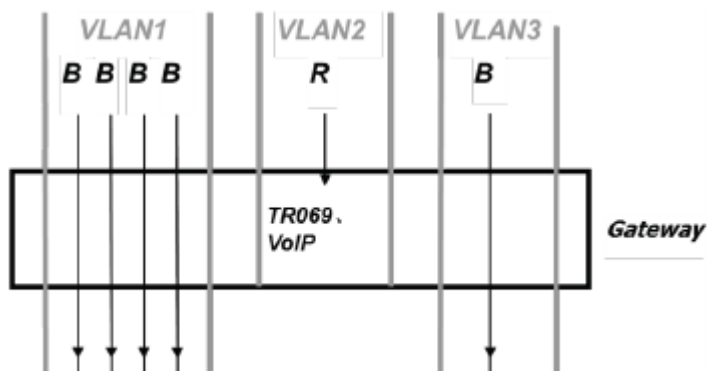 VLAN1 VLAN2 VLAN3
B B B B R B
TR069、
VoIP
Gateway